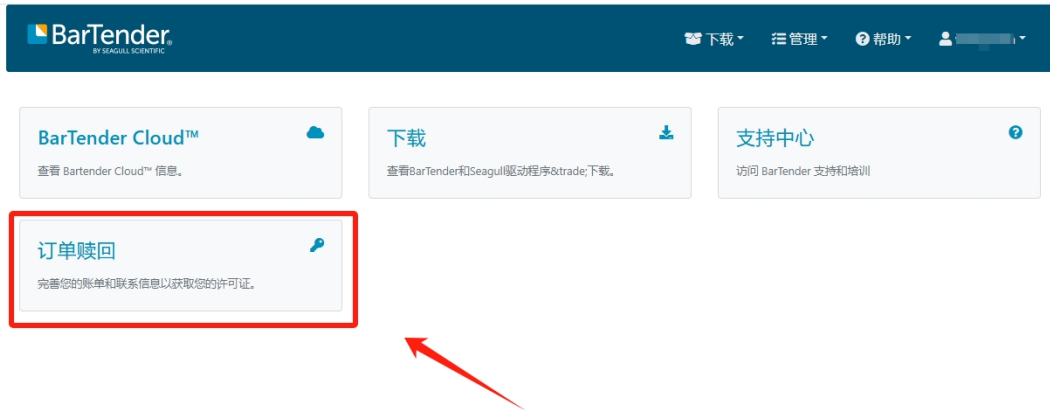 BarTender®
BY SEAGULL SCIENTIFIC
下载
管理
帮助
BarTender Cloud™
查看 Bartender Cloud™ 信息。
下载
查看BarTender和Seagull驱动程序&trade;下载。
支持中心
访问 BarTender 支持和培训
订单赎回
完善您的账单和联系信息以获取您的许可证。